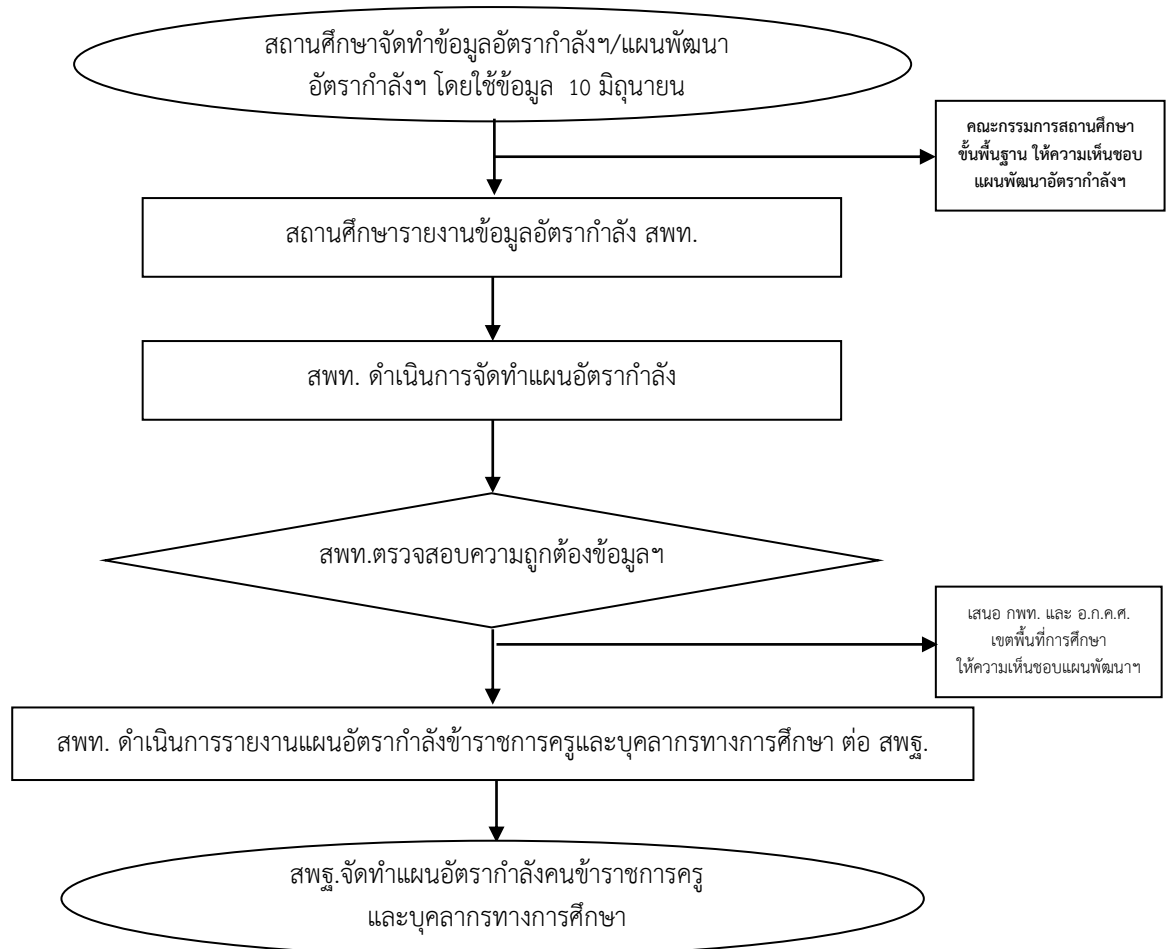 สถานศึกษาจัดทำข้อมูลอัตรากำลังฯ/แผนพัฒนา
อัตรากำลังฯ โดยใช้ข้อมูล 10 มิถุนายน
คณะกรรมการสถานศึกษา
ขั้นพื้นฐาน ให้ความเห็นชอบ
แผนพัฒนาอัตรากำลังฯ
สถานศึกษารายงานข้อมูลอัตรากำลัง สพท.
สพท. ดำเนินการจัดทำแผนอัตรากำลัง
สพท.ตรวจสอบความถูกต้องข้อมูลฯ
เสนอ กพท. และ อ.ก.ค.ศ.
เขตพื้นที่การศึกษา
ให้ความเห็นชอบแผนพัฒนาฯ
สพท. ดำเนินการรายงานแผนอัตรากำลังข้าราชการครูและบุคลากรทางการศึกษา ต่อ สพฐ.
สพฐ.จัดทำแผนอัตรากำลังคนข้าราชการครู
และบุคลากรทางการศึกษา